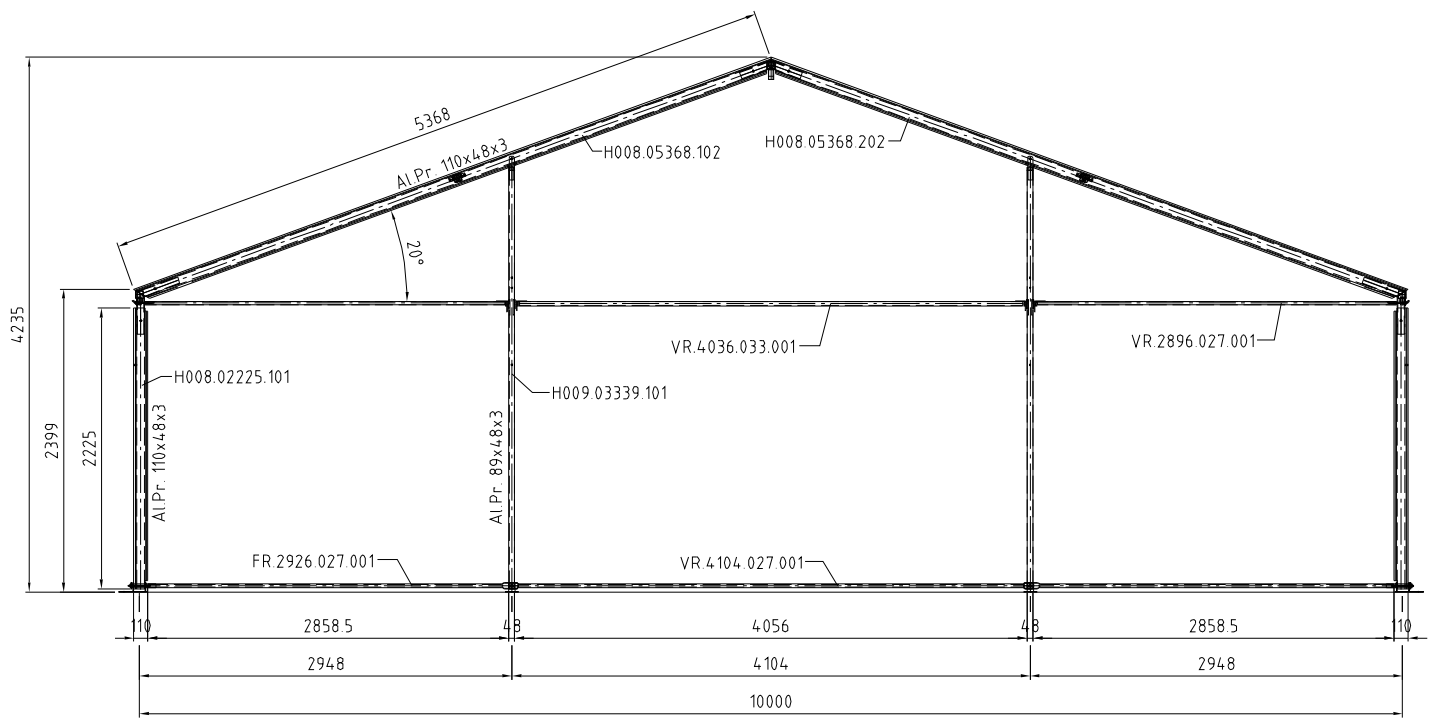 5368
Al.Pr. 110x48x3
H008.05368.102
H008.05368.202
20°
4235
2399
2225
VR.4036.033.001
VR.2896.027.001
H008.02225.101
H009.03339.101
Al.Pr. 110x48x3
Al.Pr. 89x48x3
FR.2926.027.001
VR.4104.027.001
110
2858.5
48
4056
48
2858.5
110
2948
4104
2948
10000